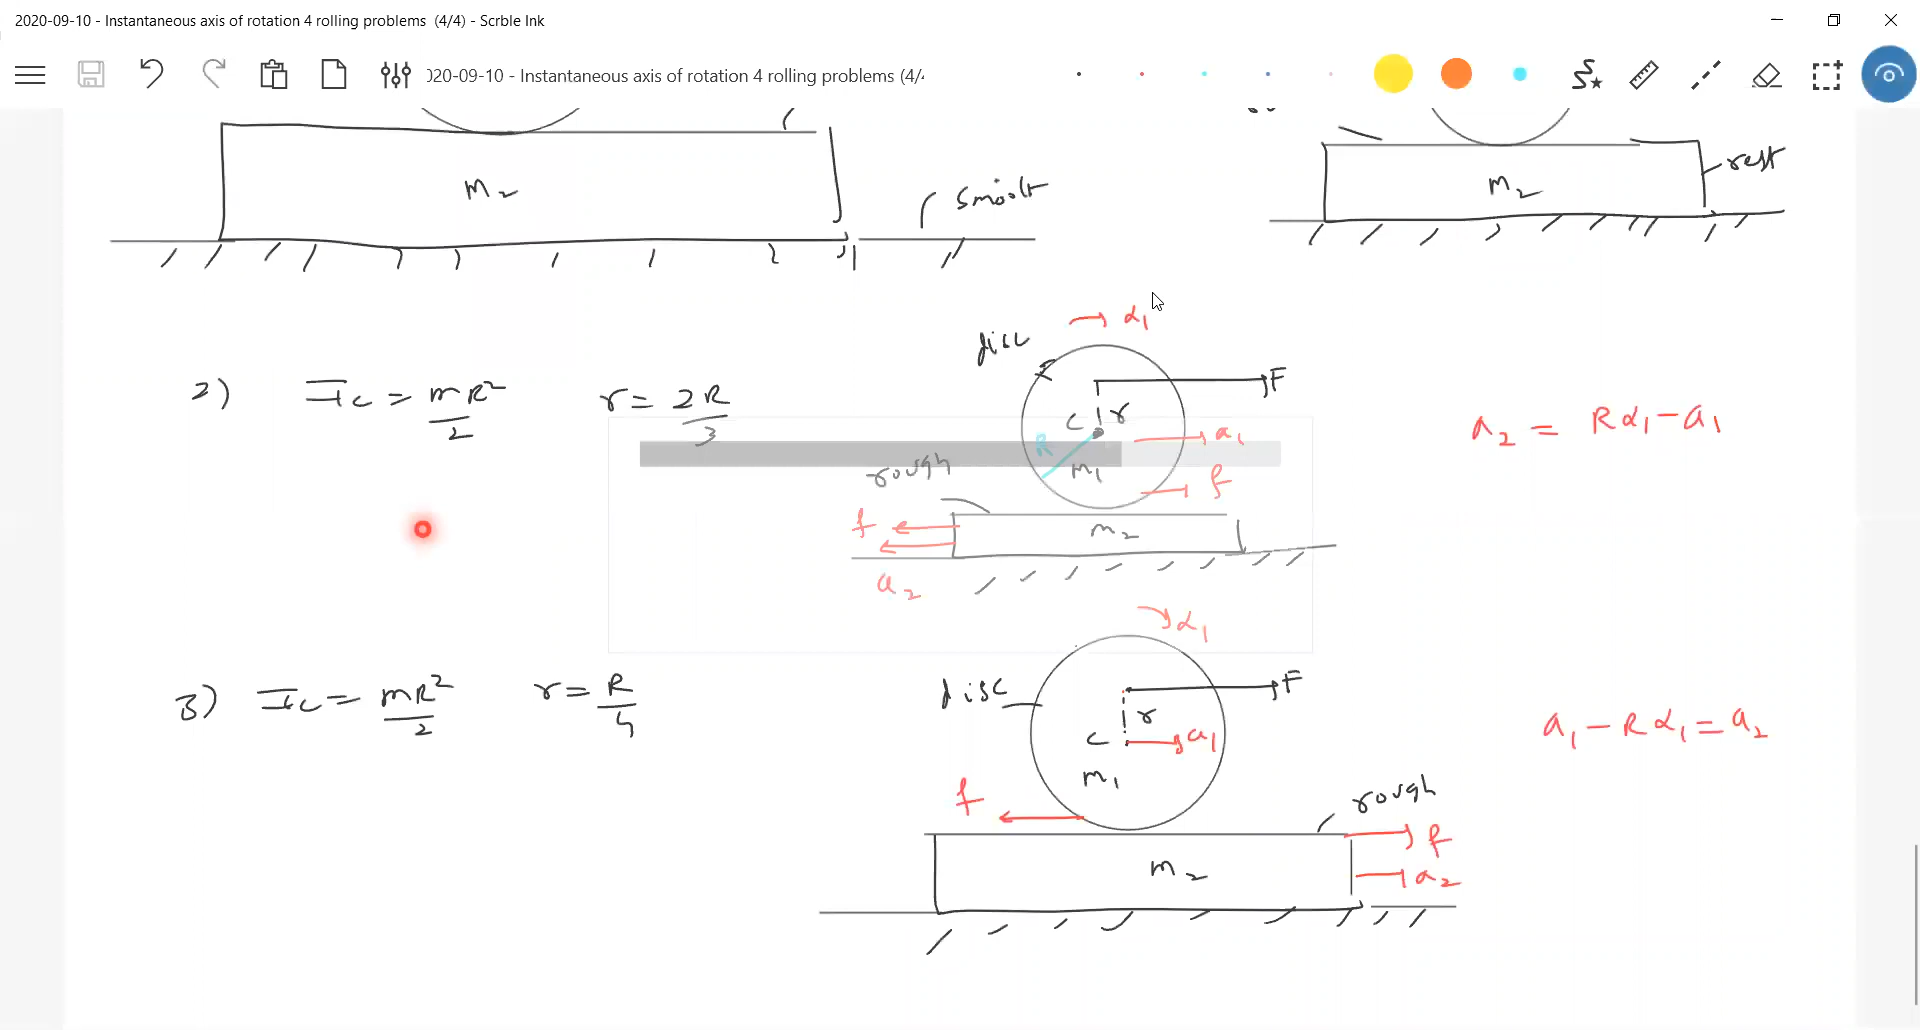 2020-09-10 - Instantaneous axis of rotation 4 rolling problems (4/4) - Scrble Ink
020-09-10 - Instantaneous axis of rotation 4 rolling problems (4/
m₂
smooth
m₂
rest
2) I_c = mR²/2 r = 2R/3
disc
α₁
F
C r
a₁
R
m₁
f
rough
f
m₂
a₂
a₂ = Rα₁ - a₁
3) I_c = mR²/2 r = R/4
disc
α₁
F
r
C a₁
m₁
f
rough
f
m₂
a₂
a₁ - Rα₁ = a₂